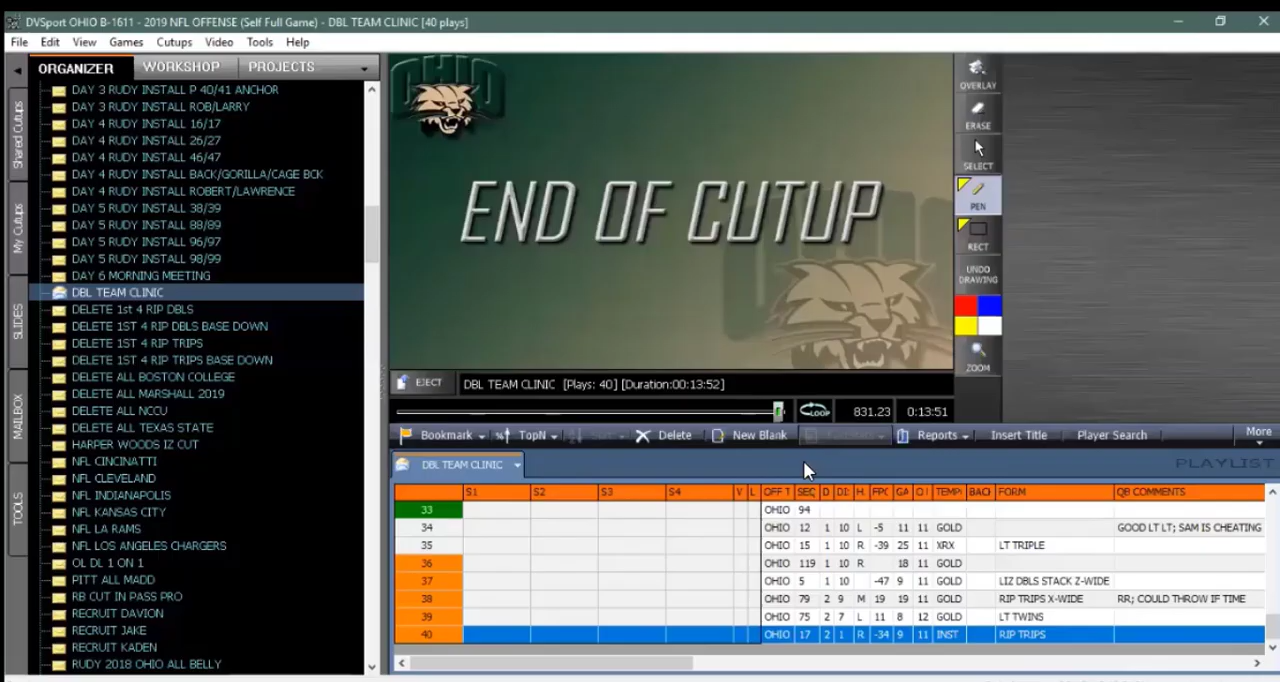 DVSport OHIO B-1611 - 2019 NFL OFFENSE (Self Full Game) - DBL TEAM CLINIC [40 plays]
File Edit View Games Cutups Video Tools Help
ORGANIZER WORKSHOP PROJECTS
Shared Cutups
My Cutups
SLIDES
MAILBOX
TOOLS
DAY 3 RUDY INSTALL P 40/41 ANCHOR
DAY 3 RUDY INSTALL ROB/LARRY
DAY 4 RUDY INSTALL 16/17
DAY 4 RUDY INSTALL 26/27
DAY 4 RUDY INSTALL 46/47
DAY 4 RUDY INSTALL BACK/GORILLA/CAGE BCK
DAY 4 RUDY INSTALL ROBERT/LAWRENCE
DAY 5 RUDY INSTALL 38/39
DAY 5 RUDY INSTALL 88/89
DAY 5 RUDY INSTALL 96/97
DAY 5 RUDY INSTALL 98/99
DAY 6 MORNING MEETING
DBL TEAM CLINIC
DELETE 1st 4 RIP DBLS
DELETE 1ST 4 RIP DBLS BASE DOWN
DELETE 1ST 4 RIP TRIPS
DELETE 1ST 4 RIP TRIPS BASE DOWN
DELETE ALL BOSTON COLLEGE
DELETE ALL MARSHALL 2019
DELETE ALL NCCU
DELETE ALL TEXAS STATE
HARPER WOODS IZ CUT
NFL CINCINATTI
NFL CLEVELAND
NFL INDIANAPOLIS
NFL KANSAS CITY
NFL LA RAMS
NFL LOS ANGELES CHARGERS
OL DL 1 ON 1
PITT ALL MADD
RB CUT IN PASS PRO
RECRUIT DAVION
RECRUIT JAKE
RECRUIT KADEN
RUDY 2018 OHIO ALL BELLY
OHIO
END OF CUTUP
OVERLAY
ERASE
SELECT
PEN
RECT
UNDO
DRAWING
ZOOM
EJECT DBL TEAM CLINIC [Plays: 40] [Duration:00:13:52]
LOOP 831.23 0:13:51
Bookmark TopN Delete New Blank Reports Insert Title Player Search More
DBL TEAM CLINIC PLAYLIST
S1 S2 S3 S4 V L OFF T SEQ D DI H FPO GA O TEMP BACK FORM QB COMMENTS
33 OHIO 94
34 OHIO 12 1 10 L -5 11 11 GOLD GOOD LT LT; SAM IS CHEATING
35 OHIO 15 1 10 R -39 25 11 XRX LT TRIPLE
36 OHIO 119 1 10 R 18 11 GOLD
37 OHIO 5 1 10 -47 9 11 GOLD LIZ DBLS STACK Z-WIDE
38 OHIO 79 2 9 M 19 19 11 GOLD RIP TRIPS X-WIDE RR; COULD THROW IF TIME
39 OHIO 75 2 7 L 11 8 12 GOLD LT TWINS
40 OHIO 17 2 1 R -34 9 11 INST RIP TRIPS